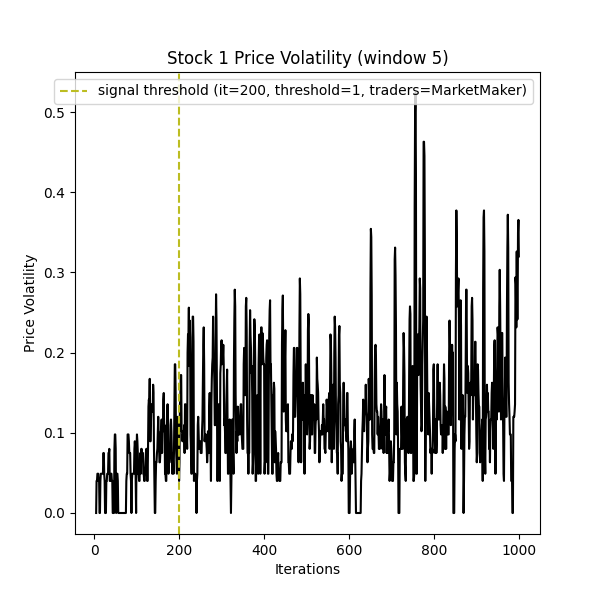 Stock 1 Price Volatility (window 5)
signal threshold (it=200, threshold=1, traders=MarketMaker)
0.5
0.4
0.3
0.2
0.1
0.0
Price Volatility
0 200 400 600 800 1000
Iterations